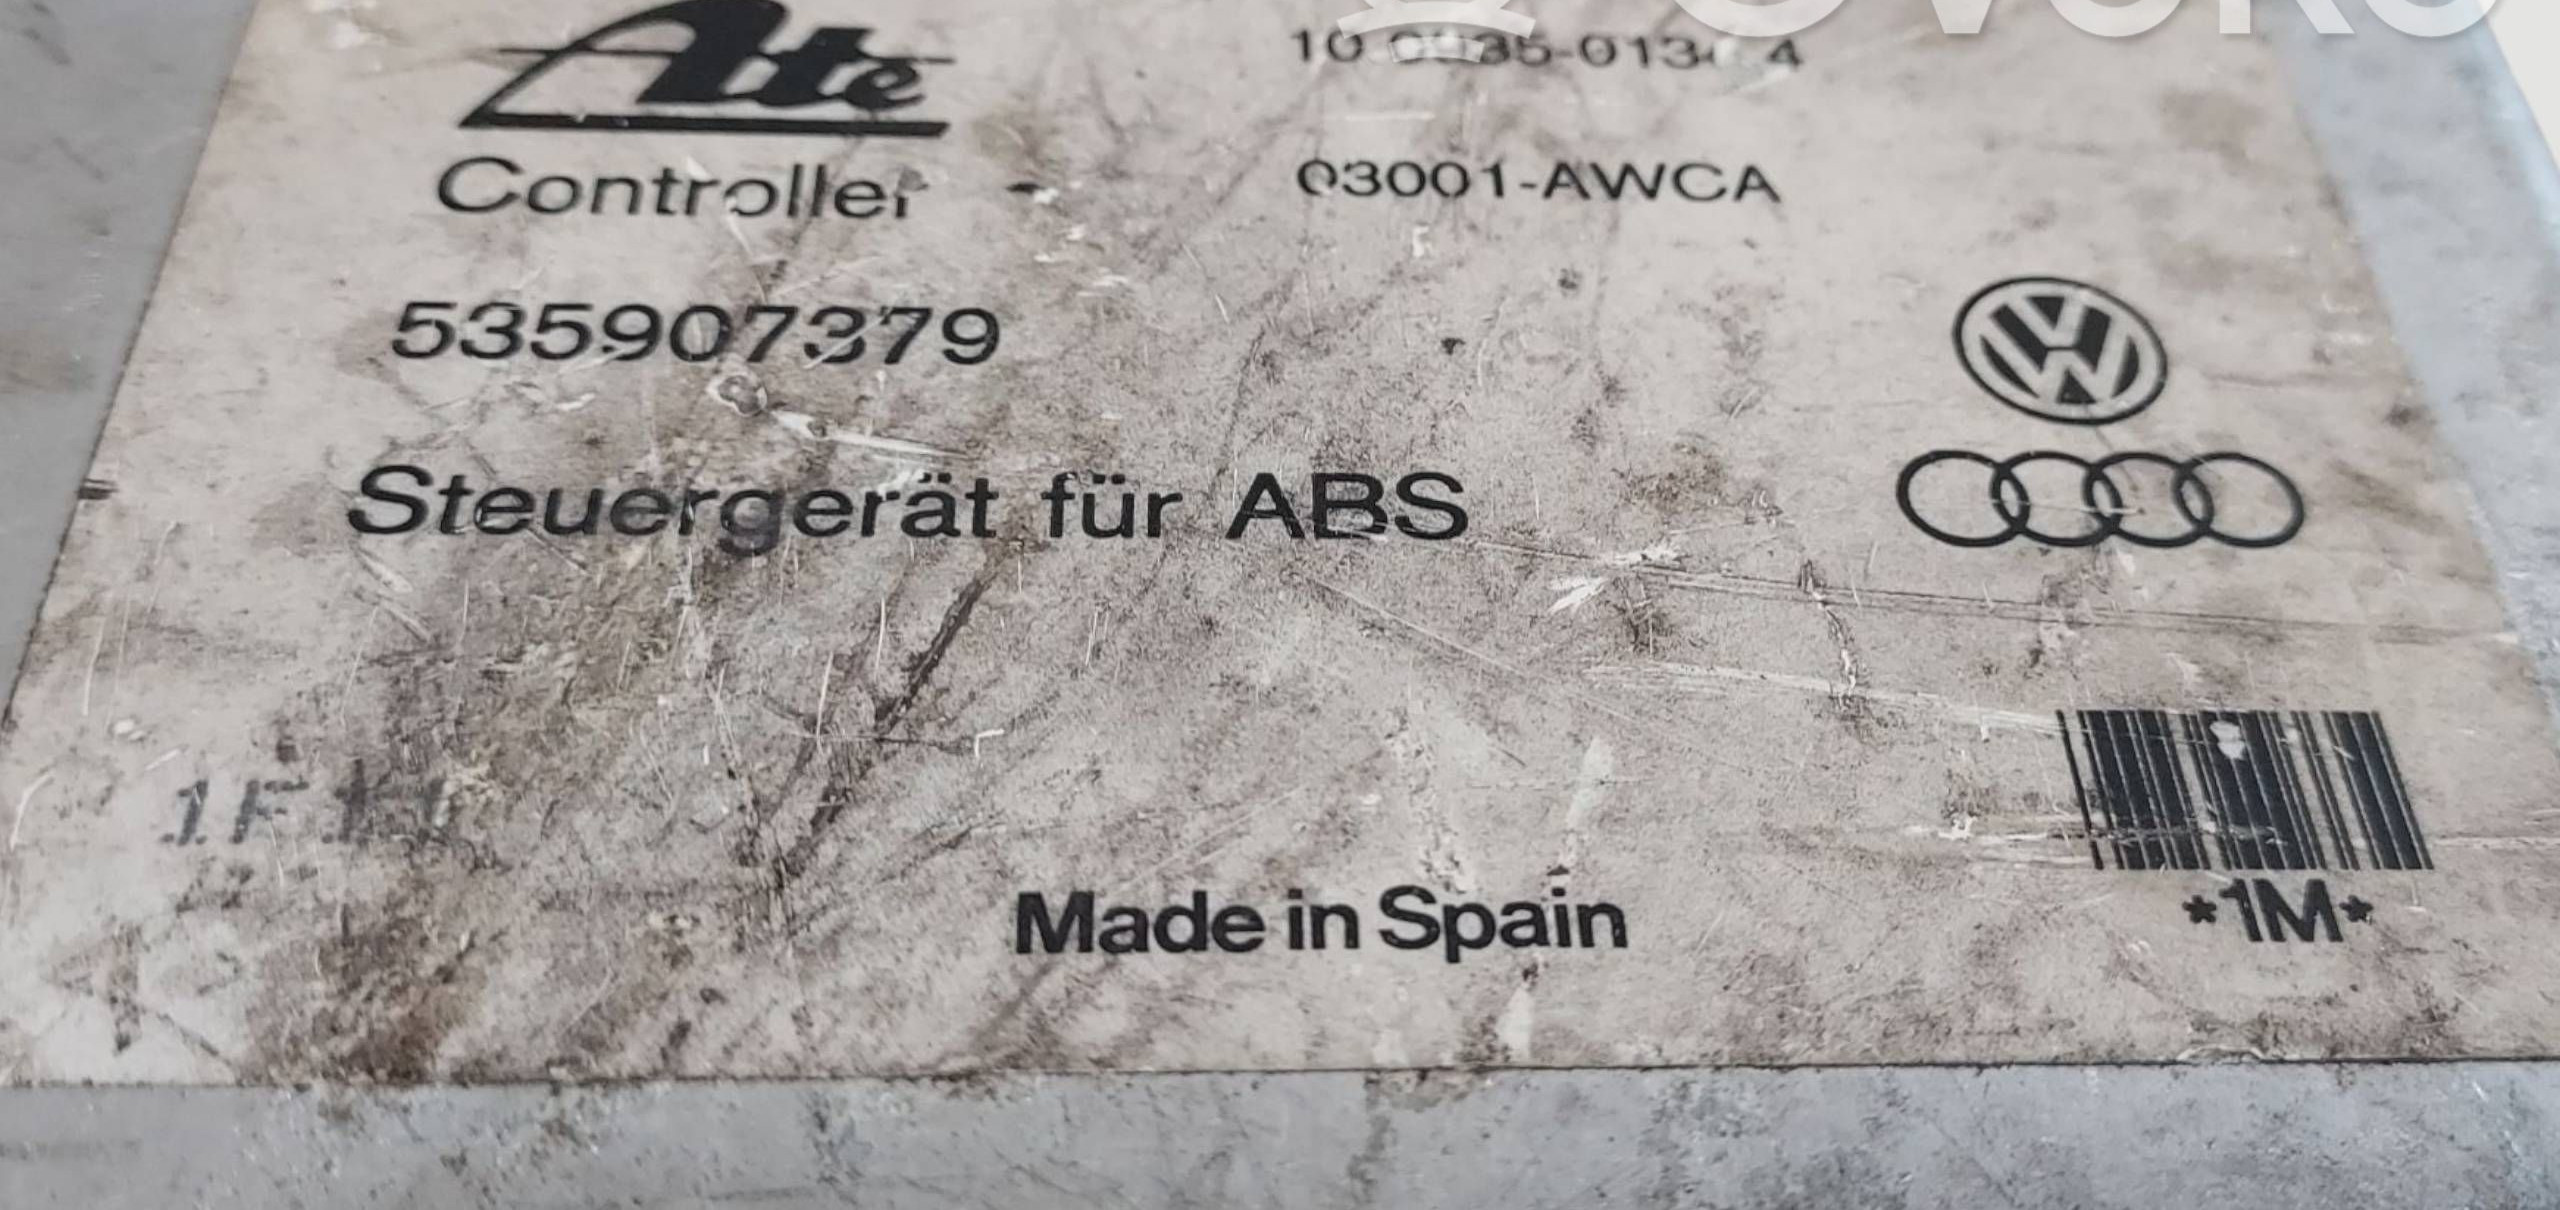 Ate
Controller
03001-AWCA
535907379
Steuergerät für ABS
Made in Spain
*1M*